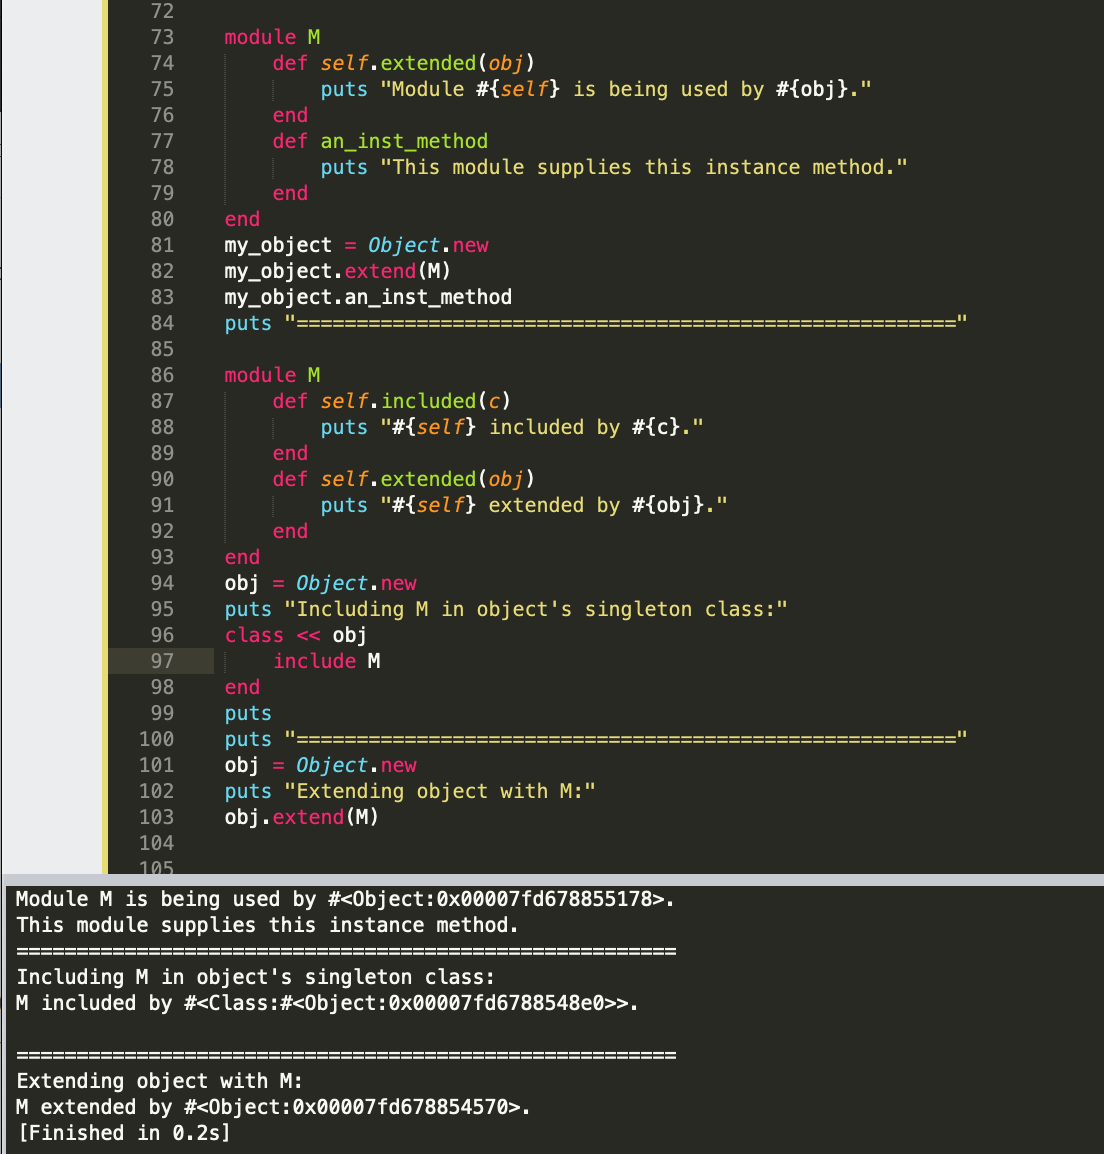 72
73 module M
74 def self.extended(obj)
75 puts "Module #{self} is being used by #{obj}."
76 end
77 def an_inst_method
78 puts "This module supplies this instance method."
79 end
80 end
81 my_object = Object.new
82 my_object.extend(M)
83 my_object.an_inst_method
84 puts "======================================================="
85
86 module M
87 def self.included(c)
88 puts "#{self} included by #{c}."
89 end
90 def self.extended(obj)
91 puts "#{self} extended by #{obj}."
92 end
93 end
94 obj = Object.new
95 puts "Including M in object's singleton class:"
96 class << obj
97 include M
98 end
99 puts
100 puts "======================================================="
101 obj = Object.new
102 puts "Extending object with M:"
103 obj.extend(M)
104
105
Module M is being used by #<Object:0x00007fd678855178>.
This module supplies this instance method.
=======================================================
Including M in object's singleton class:
M included by #<Class:#<Object:0x00007fd6788548e0>>.
=======================================================
Extending object with M:
M extended by #<Object:0x00007fd678854570>.
[Finished in 0.2s]